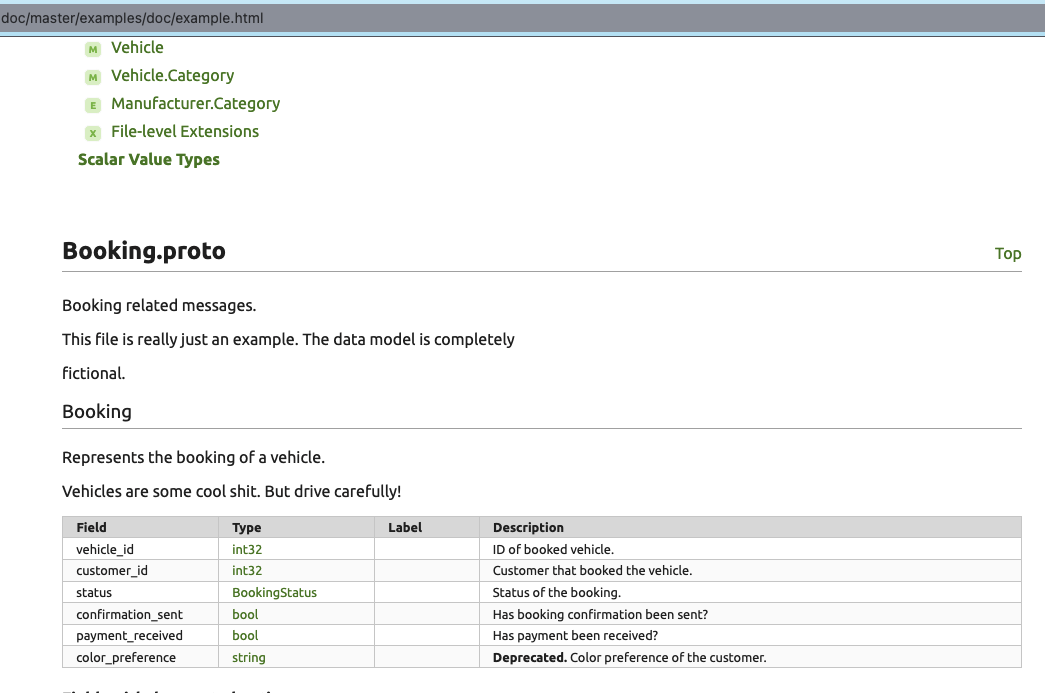 doc/master/examples/doc/example.html
M Vehicle
M Vehicle.Category
E Manufacturer.Category
X File-level Extensions
Scalar Value Types
Booking.proto Top
Booking related messages.
This file is really just an example. The data model is completely
fictional.
Booking
Represents the booking of a vehicle.
Vehicles are some cool shit. But drive carefully!
Field Type Label Description
vehicle_id int32 ID of booked vehicle.
customer_id int32 Customer that booked the vehicle.
status BookingStatus Status of the booking.
confirmation_sent bool Has booking confirmation been sent?
payment_received bool Has payment been received?
color_preference string Deprecated. Color preference of the customer.